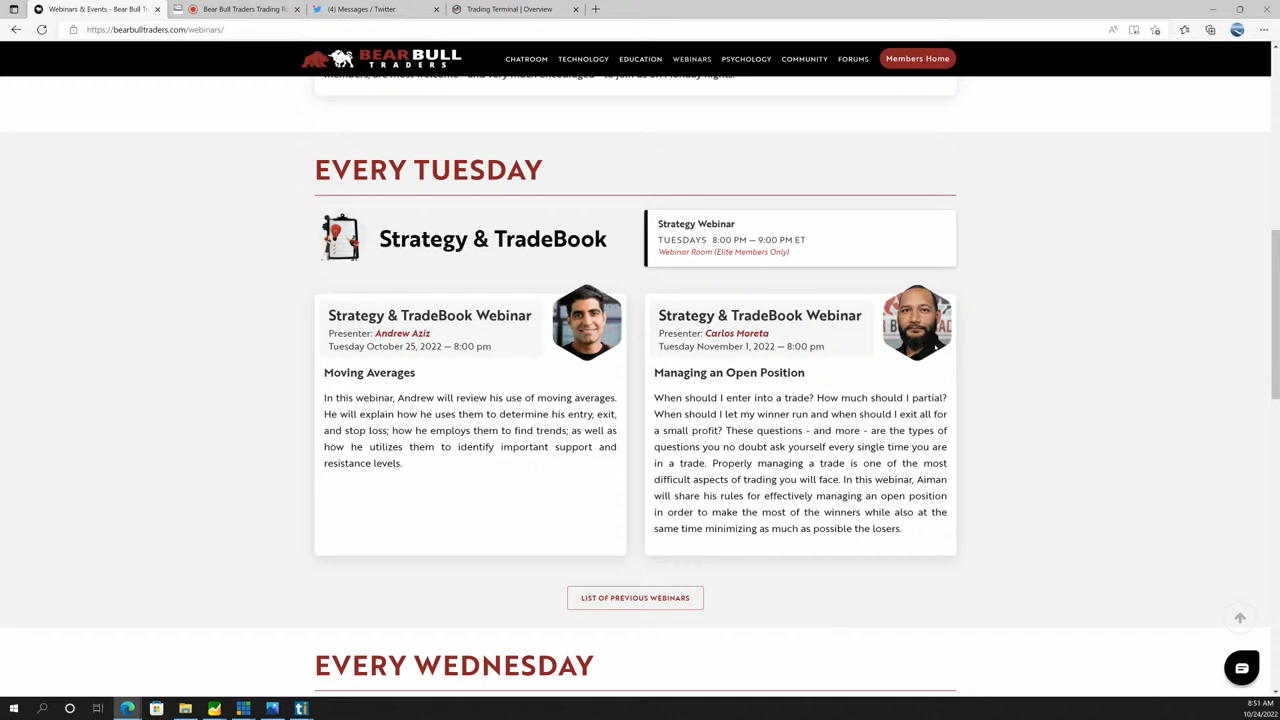 Webinars & Events - Bear Bull Tr
Bear Bull Traders Trading Ro
(4) Messages / Twitter
Trading Terminal | Overview
https://bearbulltraders.com/webinars/
BEAR BULL
TRADERS
CHATROOM
TECHNOLOGY
EDUCATION
WEBINARS
PSYCHOLOGY
COMMUNITY
FORUMS
Members Home
EVERY TUESDAY
Strategy & TradeBook
Strategy Webinar
TUESDAYS 8:00 PM — 9:00 PM ET
Webinar Room (Elite Members Only)
Strategy & TradeBook Webinar
Presenter: Andrew Aziz
Tuesday October 25, 2022 — 8:00 pm
Moving Averages
In this webinar, Andrew will review his use of moving averages.
He will explain how he uses them to determine his entry, exit,
and stop loss; how he employs them to find trends; as well as
how he utilizes them to identify important support and
resistance levels.
Strategy & TradeBook Webinar
Presenter: Carlos Moreta
Tuesday November 1, 2022 — 8:00 pm
Managing an Open Position
When should I enter into a trade? How much should I partial?
When should I let my winner run and when should I exit all for
a small profit? These questions - and more - are the types of
questions you no doubt ask yourself every single time you are
in a trade. Properly managing a trade is one of the most
difficult aspects of trading you will face. In this webinar, Aiman
will share his rules for effectively managing an open position
in order to make the most of the winners while also at the
same time minimizing as much as possible the losers.
LIST OF PREVIOUS WEBINARS
EVERY WEDNESDAY
8:51 AM
10/24/2022